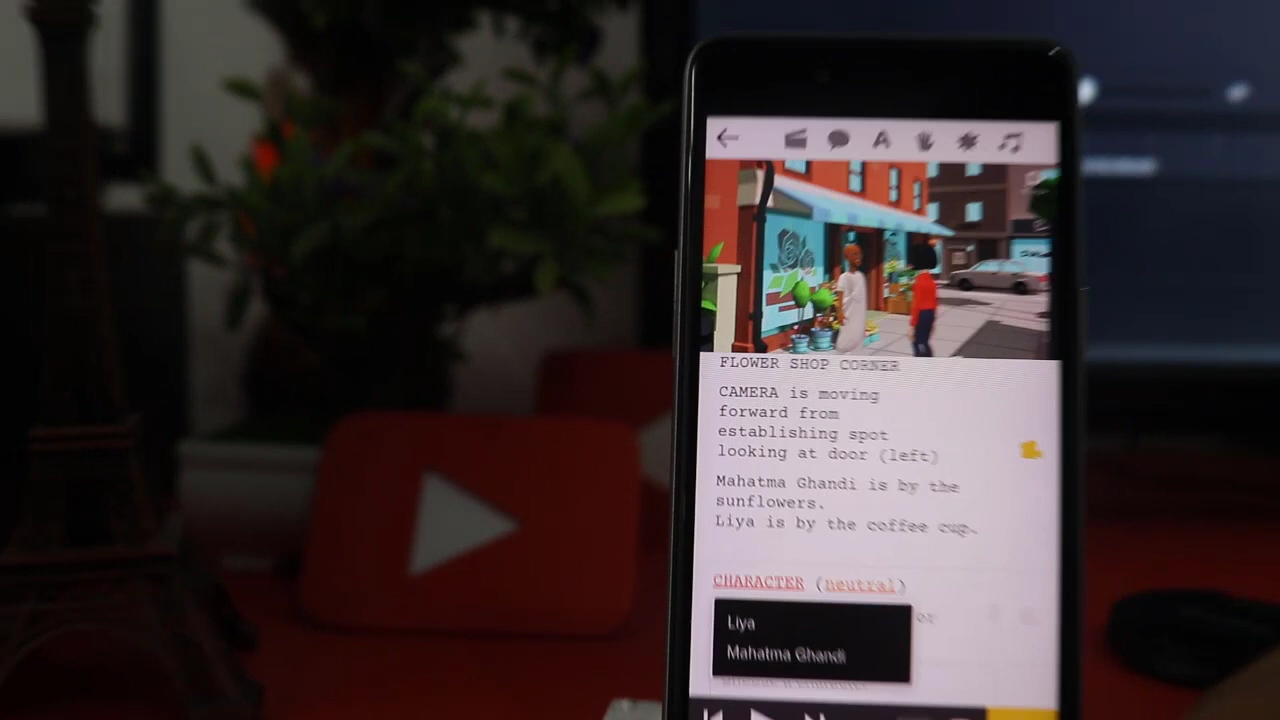 FLOWER SHOP CORNER
CAMERA is moving
forward from
establishing spot
looking at door (left)
Mahatma Ghandi is by the
sunflowers.
Liya is by the coffee cup.
CHARACTER (neutral)
or
Liya
Mahatma Ghandi